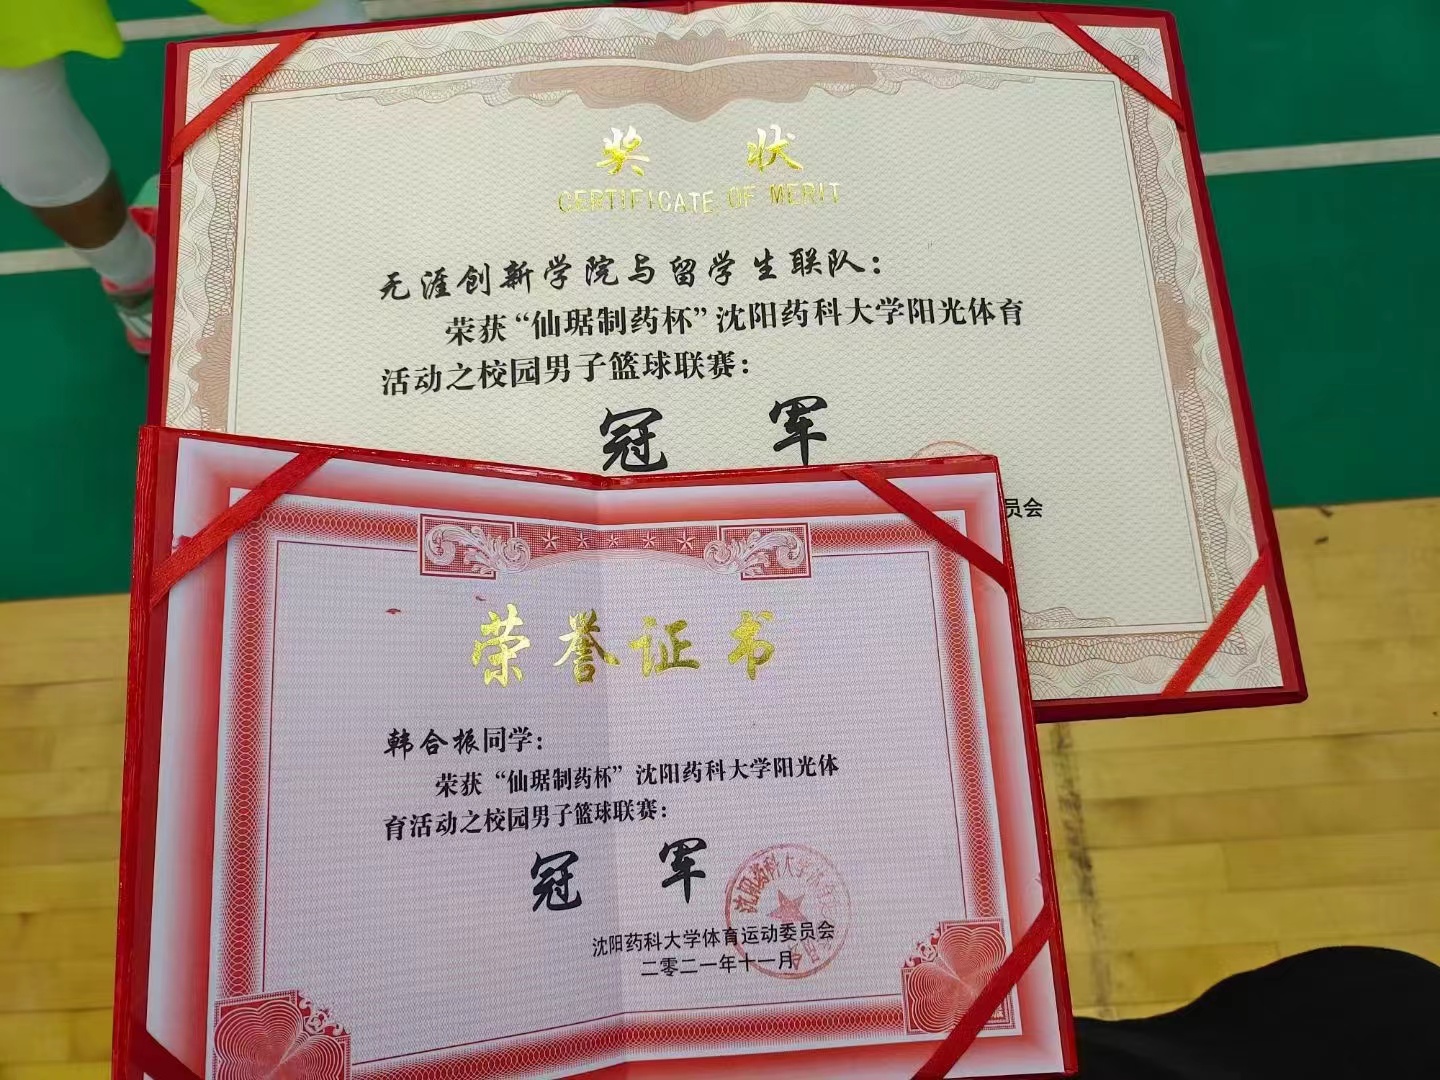 奖 状
CERTIFICATE OF MERIT
无涯创新学院与留学生联队：
荣获“仙琚制药杯”沈阳药科大学阳光体育
活动之校园男子篮球联赛：
冠 军
员会
荣誉证书
韩合振同学：
荣获“仙琚制药杯”沈阳药科大学阳光体
育活动之校园男子篮球联赛：
冠 军
沈阳药科大学体育运动委员会
二零二一年十一月